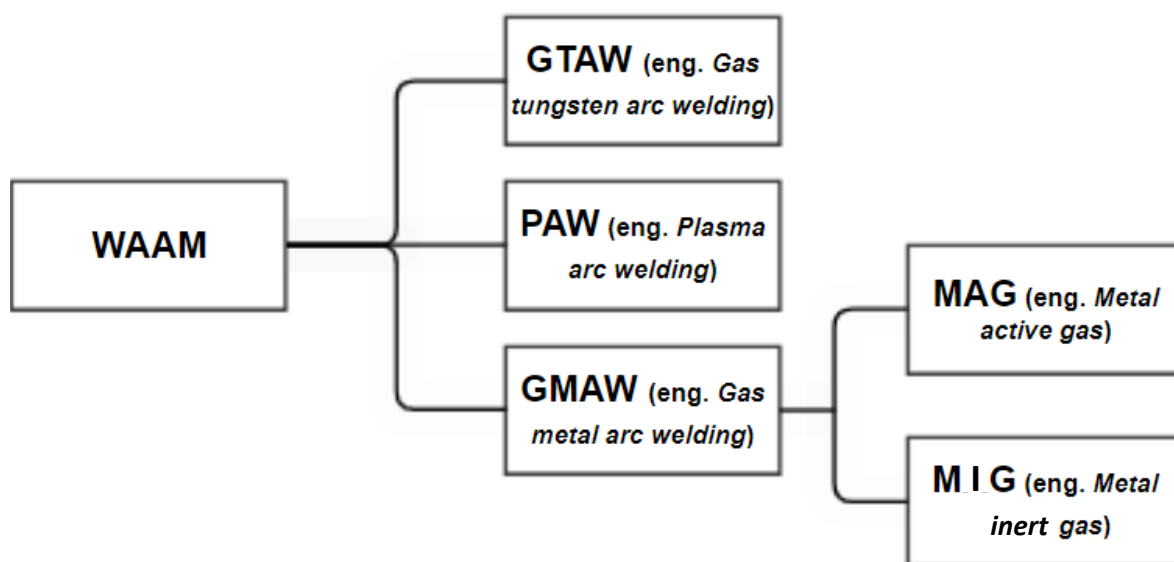 WAAM
GTAW (eng. Gas
tungsten arc welding)
PAW (eng. Plasma
arc welding)
GMAW (eng. Gas
metal arc welding)
MAG (eng. Metal
active gas)
MIG (eng. Metal
inert gas)